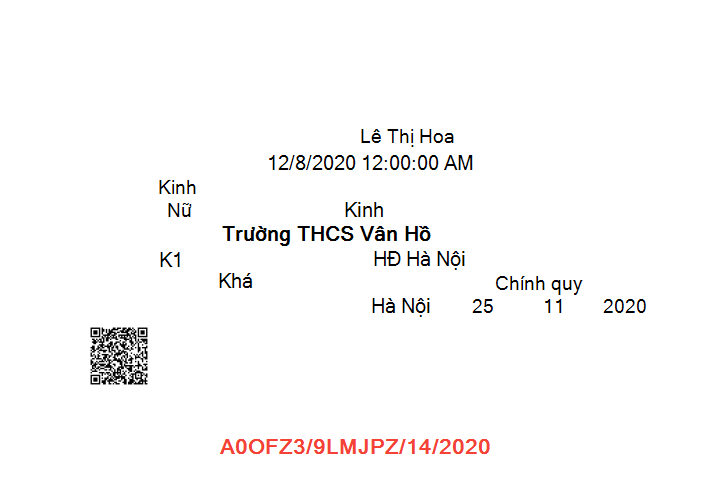 Lê Thị Hoa
12/8/2020 12:00:00 AM
Kinh
Nữ Kinh
Trường THCS Vân Hồ
K1 HĐ Hà Nội
Khá Chính quy
Hà Nội 25 11 2020
A0OFZ3/9LMJPZ/14/2020